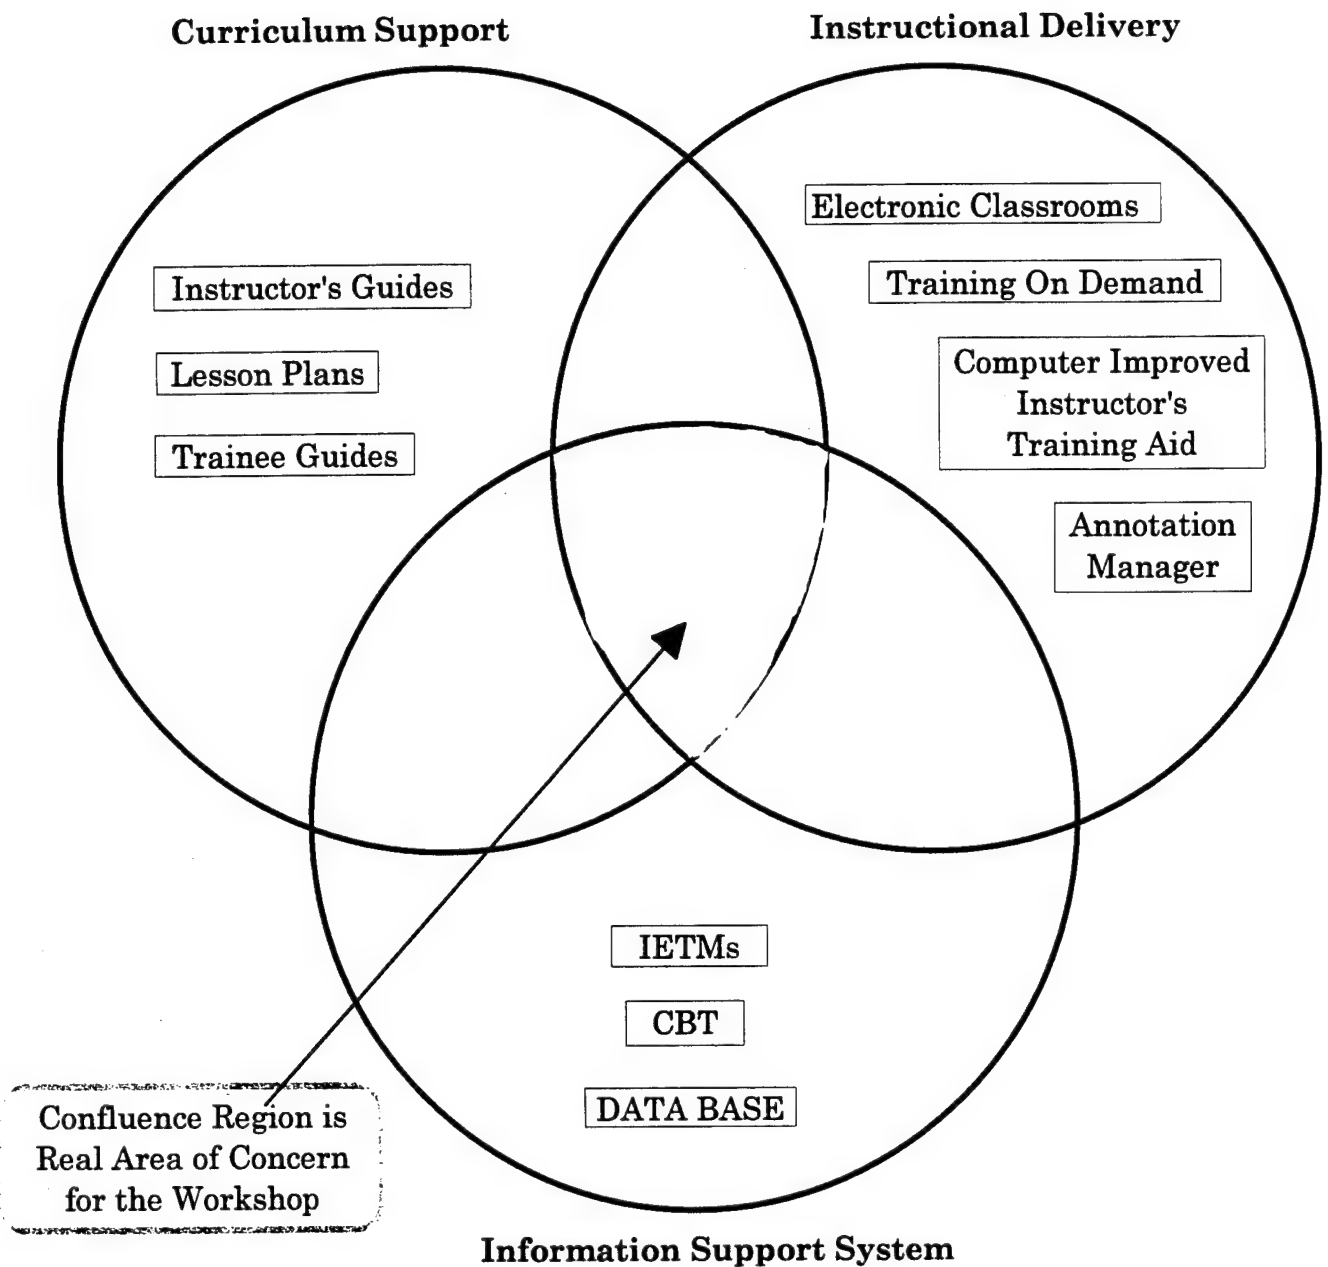 Curriculum Support
Instructional Delivery
Electronic Classrooms
Training On Demand
Instructor's Guides
Computer Improved
Instructor's
Training Aid
Lesson Plans
Trainee Guides
Annotation
Manager
IETMs
CBT
DATA BASE
Confluence Region is
Real Area of Concern
for the Workshop
Information Support System